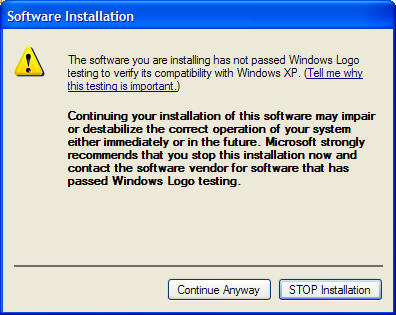 Software Installation
The software you are installing has not passed Windows Logo
testing to verify its compatibility with Windows XP. (Tell me why
this testing is important.)
Continuing your installation of this software may impair
or destabilize the correct operation of your system
either immediately or in the future. Microsoft strongly
recommends that you stop this installation now and
contact the software vendor for software that has
passed Windows Logo testing.
Continue Anyway
STOP Installation